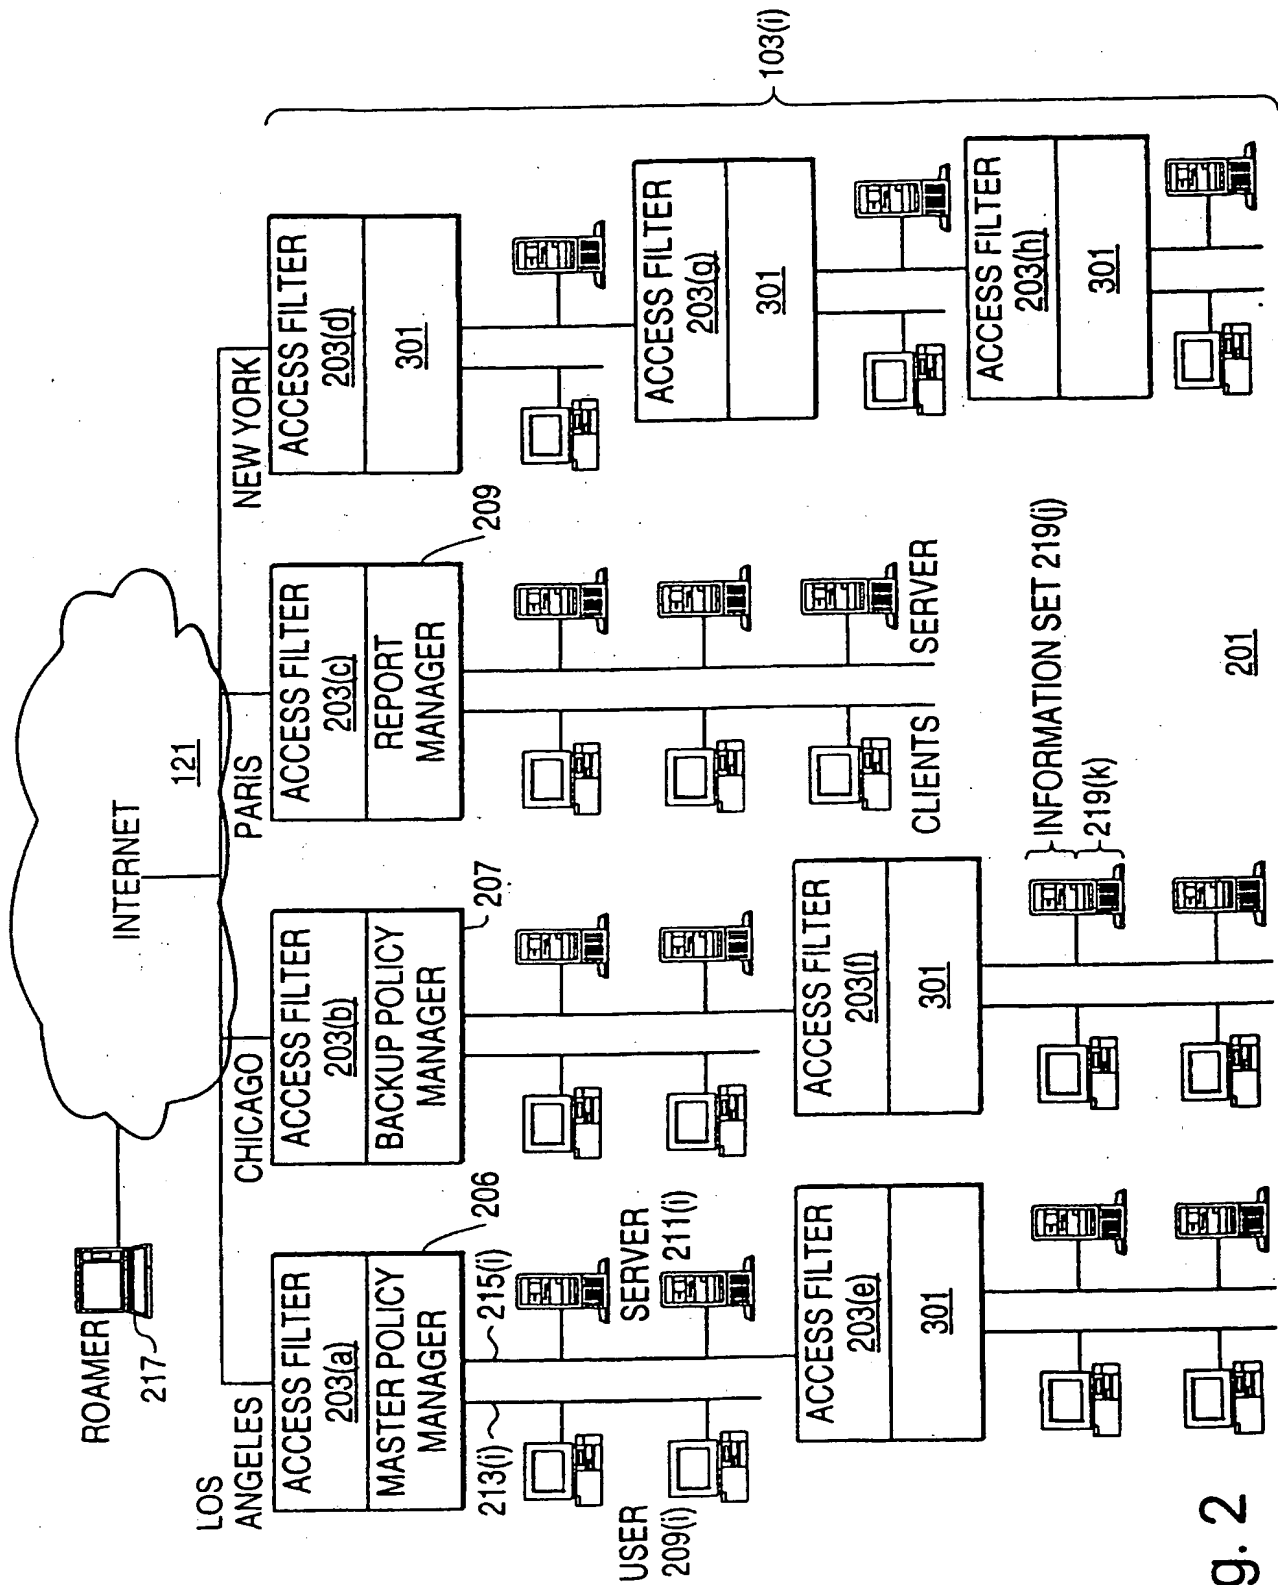 ROAMER
217
INTERNET
121
LOS
ANGELES
CHICAGO
PARIS
NEW YORK
ACCESS FILTER
203(a)
MASTER POLICY
MANAGER
206
ACCESS FILTER
203(b)
BACKUP POLICY
MANAGER
207
ACCESS FILTER
203(c)
REPORT
MANAGER
209
ACCESS FILTER
203(d)
301
213(i)
215(i)
USER
209(i)
SERVER
211(i)
ACCESS FILTER
203(e)
301
ACCESS FILTER
203(f)
301
CLIENTS
SERVER
ACCESS FILTER
203(g)
301
ACCESS FILTER
203(h)
301
INFORMATION SET 219(j)
219(k)
103(i)
201
g. 2